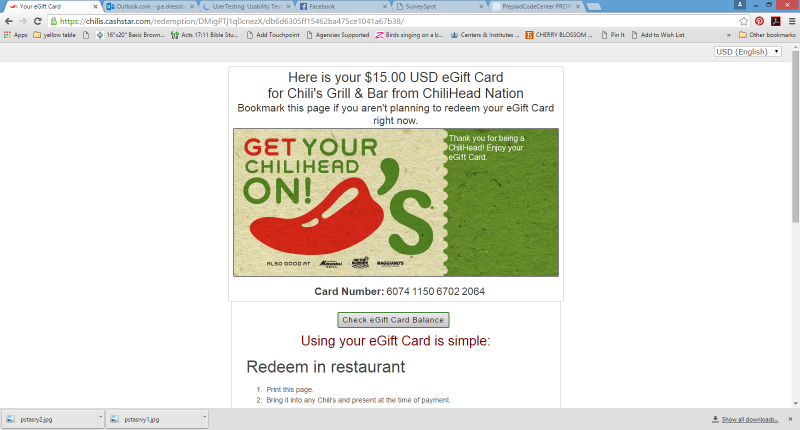 Your eGift Card
Outlook.com - g.e.dressler
UserTesting: Usability Tes
Facebook
SurveySpot
PrepaidCodeCenter PROM
https://chilis.cashstar.com/redemption/DMigPTj1q0cnezX/db6d6305ff15462ba475ce1041a67b38/
Apps yellow table 16"x20" Basic Brown... Acts 17:11 Bible Stu... Add Touchpoint Agencies Supported Birds singing on a b... Centers & Institutes ... CHERRY BLOSSOM ... Pin It Add to Wish List » Other bookmarks
USD (English)
Here is your $15.00 USD eGift Card
for Chili's Grill & Bar from ChiliHead Nation
Bookmark this page if you aren't planning to redeem your eGift Card
right now.
GET YOUR
CHILIHEAD
ON!
'S
ALSO GOOD AT
MAGGIANO'S
Thank you for being a
ChiliHead! Enjoy your
eGift Card.
Card Number: 6074 1150 6702 2064
Check eGift Card Balance
Using your eGift Card is simple:
Redeem in restaurant
1. Print this page.
2. Bring it into any Chili's and present at the time of payment.
pstasrvy2.jpg
pstasrvy1.jpg
Show all downloads...